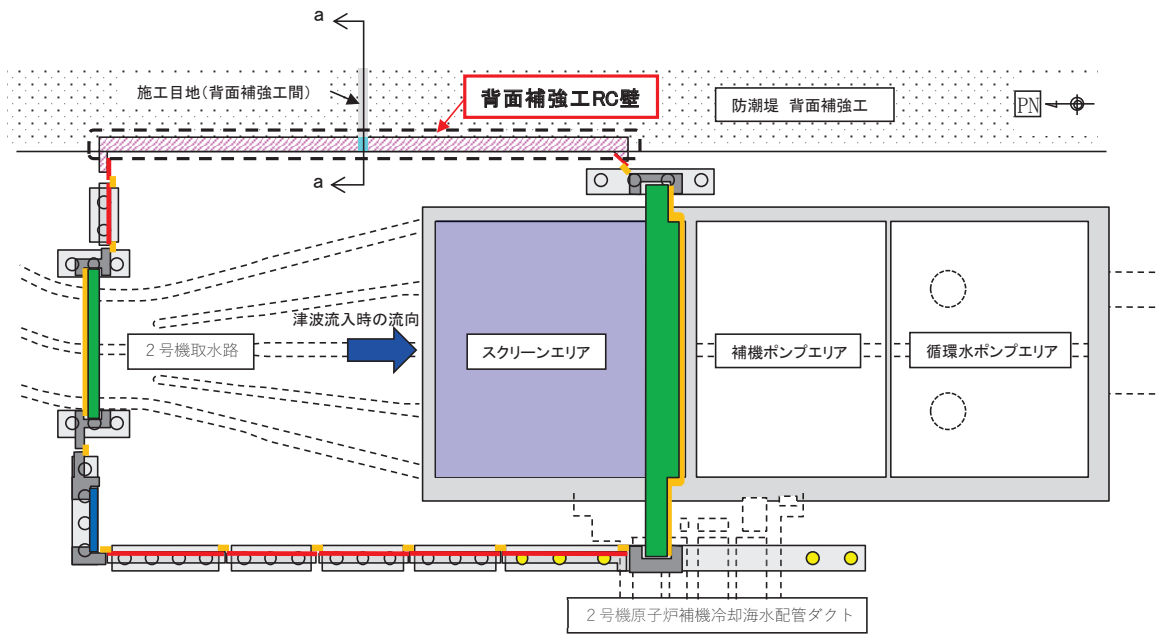 a
施工目地(背面補強工間)
背面補強工RC壁
防潮堤 背面補強工
PN
a
津波流入時の流向
2号機取水路
スクリーンエリア
補機ポンプエリア
循環水ポンプエリア
2号機原子炉補機冷却海水配管ダクト